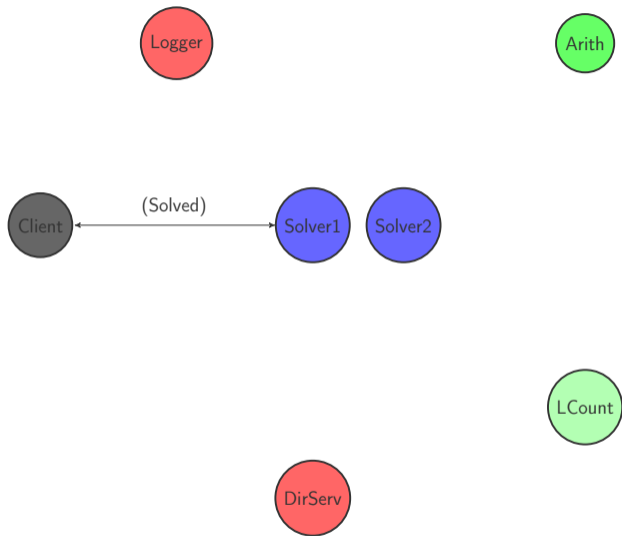 Logger
Arith
(Solved)
Client
Solver1
Solver2
LCount
DirServ